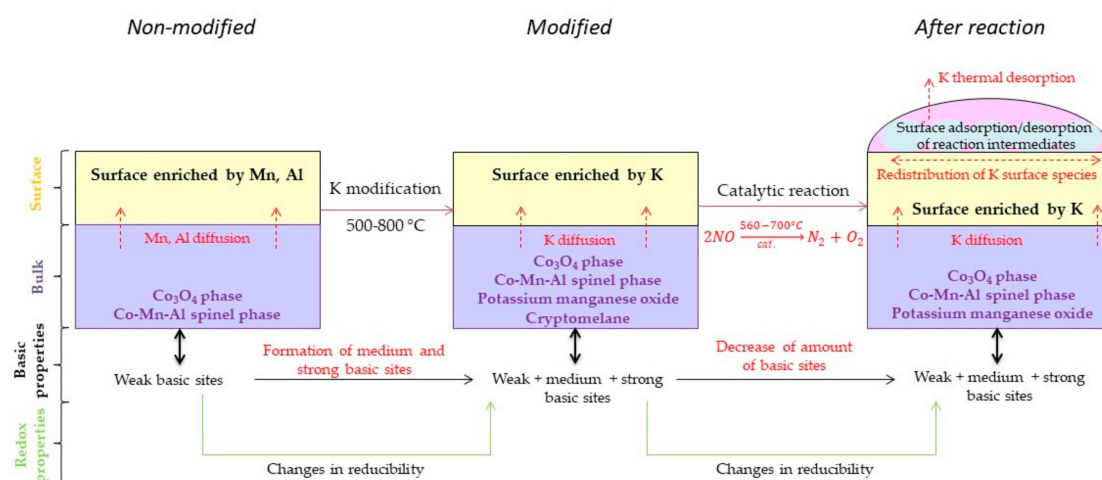 Non-modified
Modified
After reaction
K thermal desorption
Surface adsorption/desorption
of reaction intermediates
Redistribution of K surface species
Surface
Surface enriched by Mn, Al
K modification
500-800 °C
Surface enriched by K
Catalytic reaction
2NO 560–700°C cat. N₂ + O₂
Surface enriched by K
Bulk
Mn, Al diffusion
Co₃O₄ phase
Co-Mn-Al spinel phase
K diffusion
Co₃O₄ phase
Co-Mn-Al spinel phase
Potassium manganese oxide
Cryptomelane
K diffusion
Co₃O₄ phase
Co-Mn-Al spinel phase
Potassium manganese oxide
Basic
properties
Weak basic sites
Formation of medium and
strong basic sites
Weak + medium + strong
basic sites
Decrease of amount
of basic sites
Weak + medium + strong
basic sites
Redox
properties
Changes in reducibility
Changes in reducibility